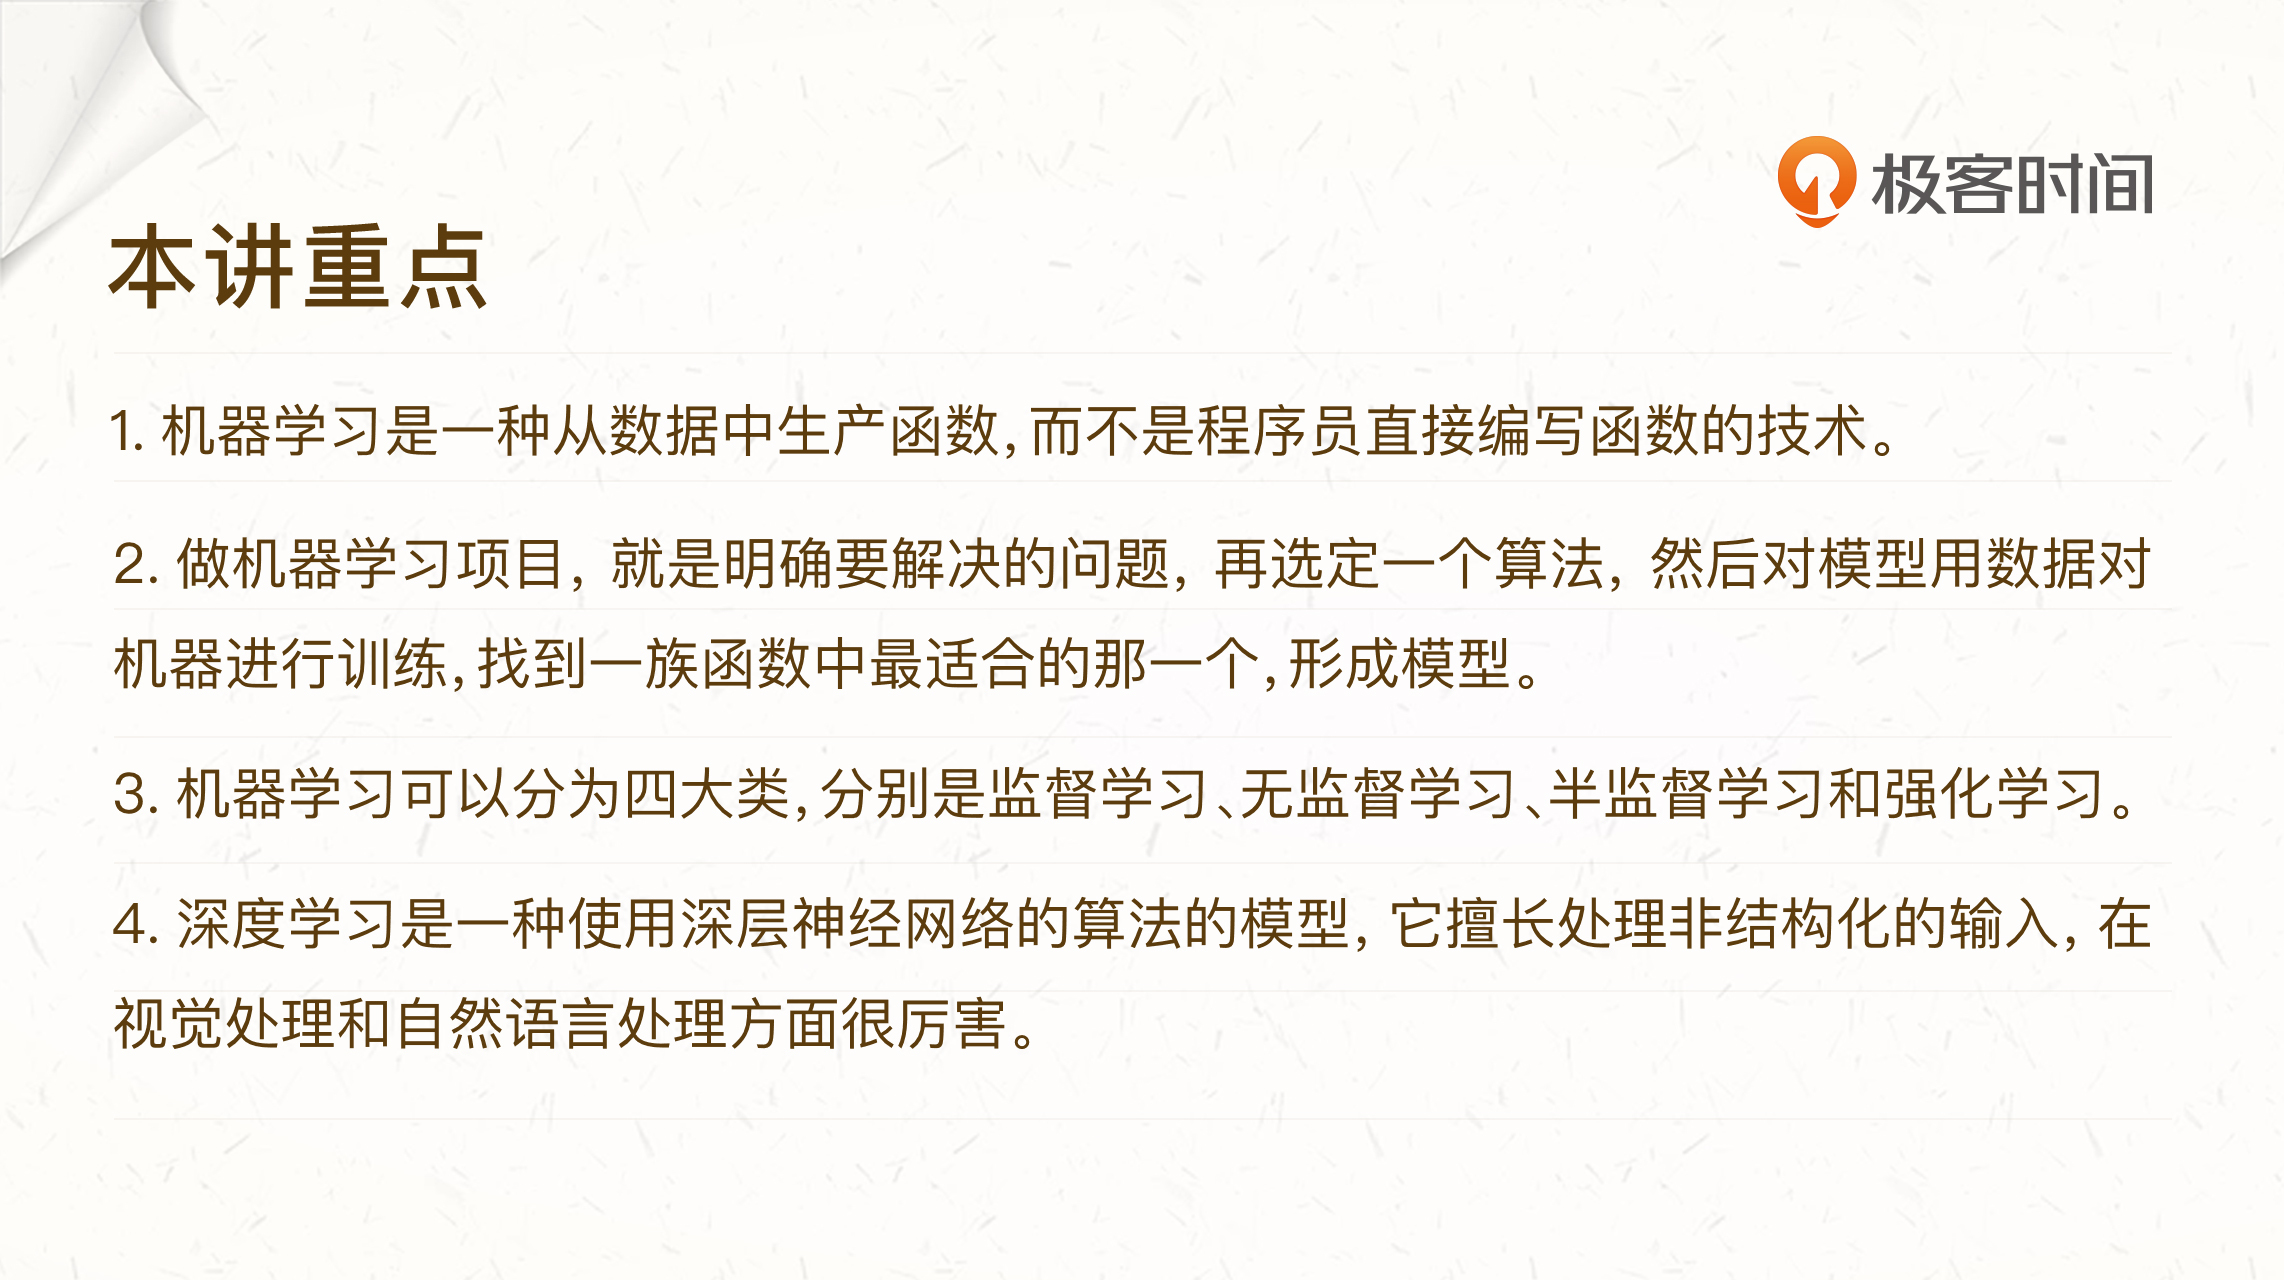 极客时间
本讲重点
1. 机器学习是一种从数据中生产函数,而不是程序员直接编写函数的技术。
2. 做机器学习项目, 就是明确要解决的问题, 再选定一个算法, 然后对模型用数据对
机器进行训练,找到一族函数中最适合的那一个,形成模型。
3. 机器学习可以分为四大类,分别是监督学习、无监督学习、半监督学习和强化学习。
4. 深度学习是一种使用深层神经网络的算法的模型, 它擅长处理非结构化的输入, 在
视觉处理和自然语言处理方面很厉害。